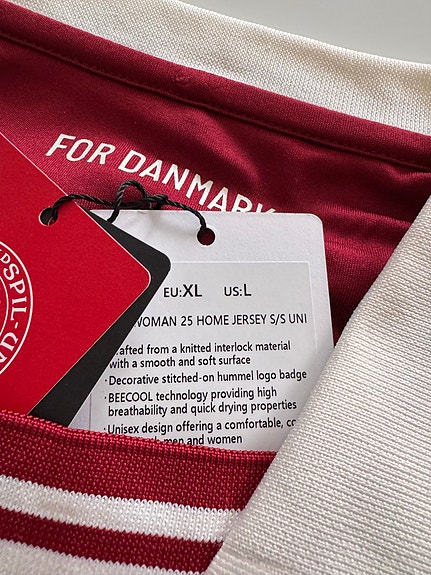 FOR DANMARK
SPIL-UN
EU:XL US:L
WOMAN 25 HOME JERSEY S/S UNI
with a smooth and soft surface
knitted interlock material
·Decorative stitched-on hummel logo badge
·BEECOOL technology providing high
breathability and quick drying properties
·Unisex design offering a comfortable,
men and women